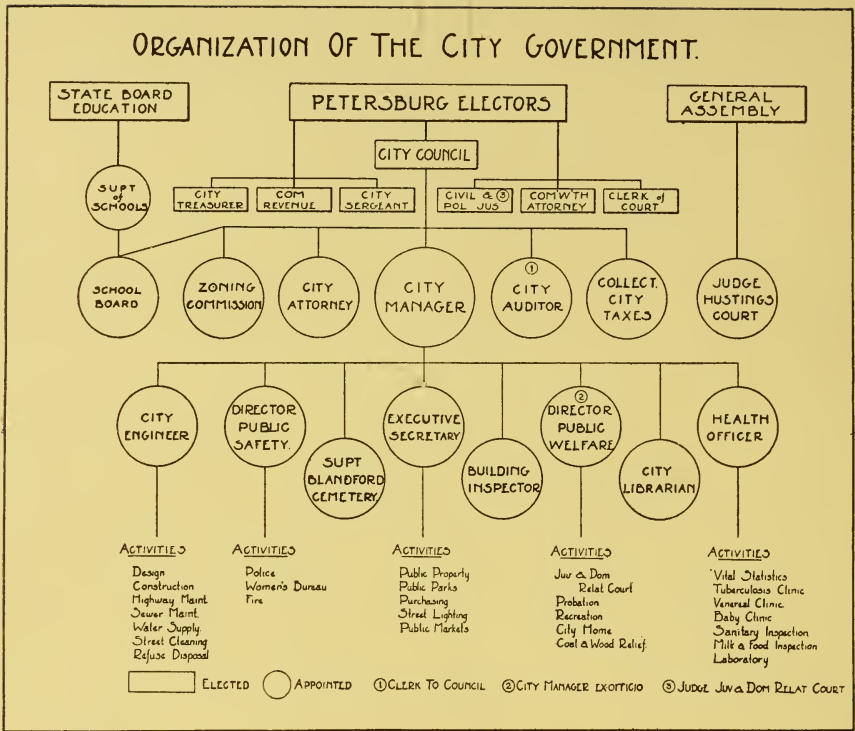 ORGANIZATION OF THE CITY GOVERNMENT.
STATE BOARD
EDUCATION
PETERSBURG ELECTORS
GENERAL
ASSEMBLY
CITY COUNCIL
SUPT
of
SCHOOLS
CITY
TREASURER
COM
REVENUE
CITY
SERGEANT
CIVIL & ③
POL JUS
COMW'TH
ATTORNEY
CLERK of
COURT
SCHOOL
BOARD
ZONING
COMMISSION
CITY
ATTORNEY
CITY
MANAGER
①
CITY
AUDITOR
COLLECT.
CITY
TAXES
JUDGE
HUSTINGS
COURT
CITY
ENGINEER
DIRECTOR
PUBLIC
SAFETY.
SUPT
BLANDFORD
CEMETERY.
EXECUTIVE
SECRETARY
BUILDING
INSPECTOR
②
DIRECTOR
PUBLIC
WELFARE
CITY
LIBRARIAN
HEALTH
OFFICER
ACTIVITIES
Design
Construction
Highway Maint.
Sewer Maint.
Water Supply.
Street Cleaning
Refuse Disposal
ACTIVITIES
Police
Women's Bureau
Fire
ACTIVITIES
Public Property
Public Parks
Purchasing
Street Lighting
Public Markets
ACTIVITIES
Juv & Dom
Relat Court
Probation
Recreation
City Home
Coal & Wood Relief.
ACTIVITIES
Vital Statistics
Tuberculosis Clinic
Venereal Clinic
Baby Clinic
Sanitary Inspection
Milk & Food Inspection
Laboratory
ELECTED APPOINTED ① CLERK TO COUNCIL ② CITY MANAGER EXOFFICIO ③ JUDGE JUV & DOM RELAT COURT